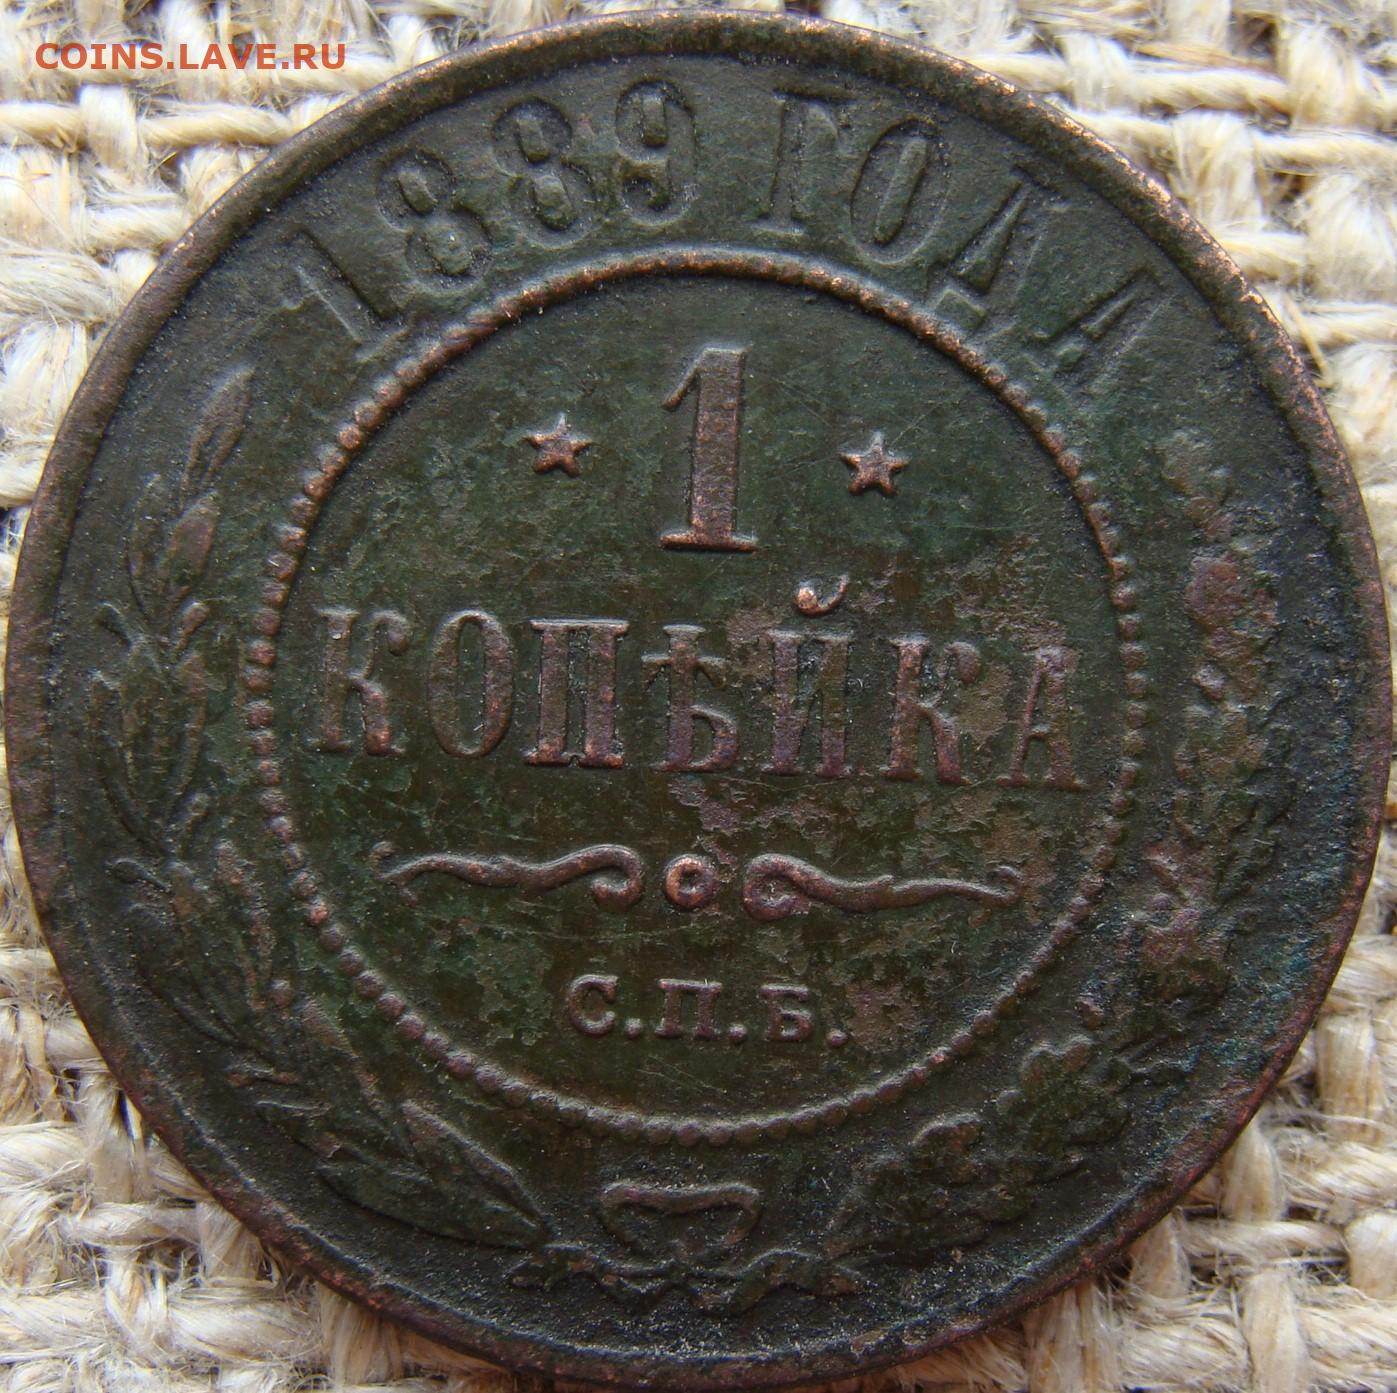 COINS.LAVE.RU
1889 ГОДА
1
КОПѢЙКА
С.П.Б.